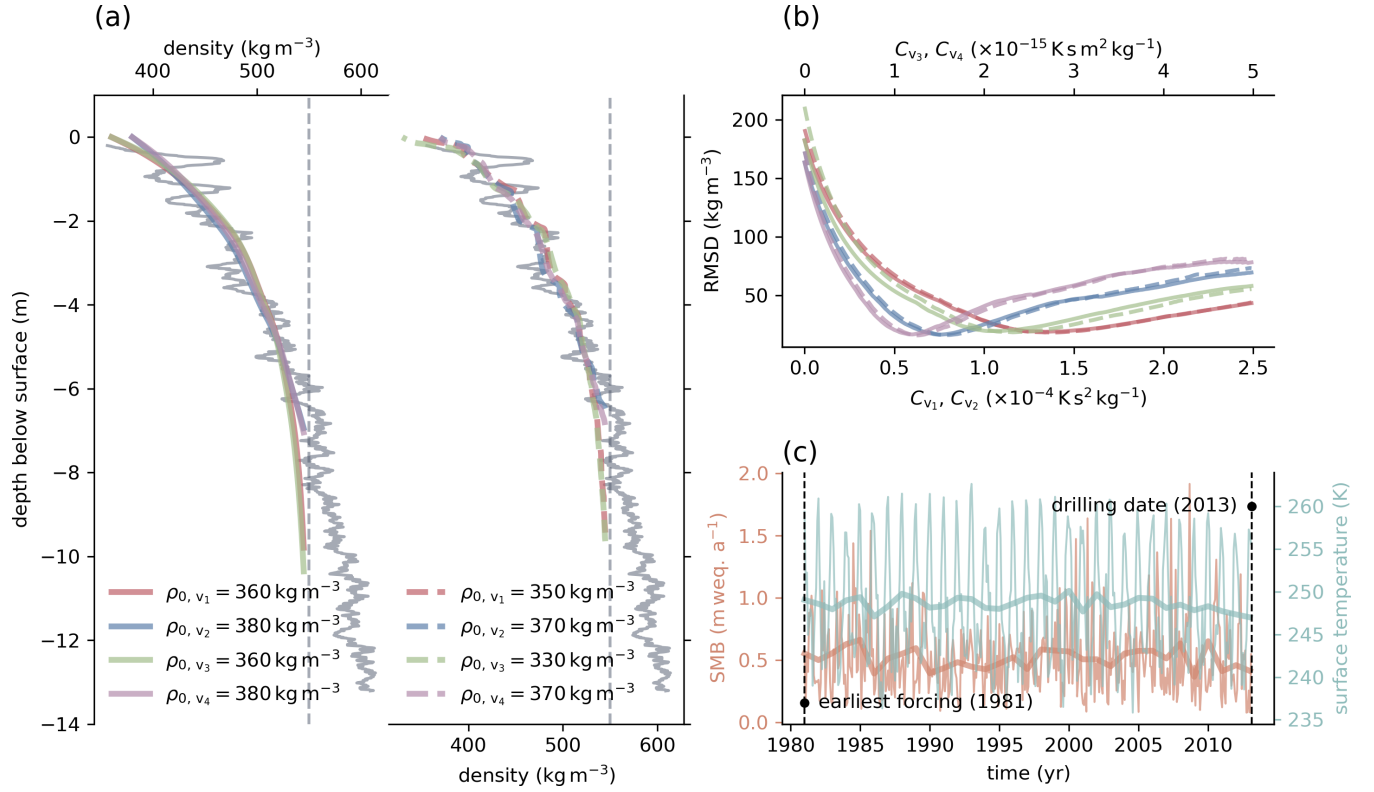 (a)
density (kg m⁻³)
400 500 600
0
−2
−4
−6
−8
−10
−12
−14
depth below surface (m)
ρ₀, ᵥ₁ = 360 kg m⁻³
ρ₀, ᵥ₂ = 380 kg m⁻³
ρ₀, ᵥ₃ = 360 kg m⁻³
ρ₀, ᵥ₄ = 380 kg m⁻³
ρ₀, ᵥ₁ = 350 kg m⁻³
ρ₀, ᵥ₂ = 370 kg m⁻³
ρ₀, ᵥ₃ = 330 kg m⁻³
ρ₀, ᵥ₄ = 370 kg m⁻³
400 500 600
density (kg m⁻³)
(b)
Cᵥ₃, Cᵥ₄ (×10⁻¹⁵ K s m² kg⁻¹)
0 1 2 3 4 5
200
150
100
50
RMSD (kg m⁻³)
0.0 0.5 1.0 1.5 2.0 2.5
Cᵥ₁, Cᵥ₂ (×10⁻⁴ K s² kg⁻¹)
(c)
2.0
1.5
1.0
0.5
0.0
SMB (m weq. a⁻¹)
drilling date (2013)
earliest forcing (1981)
260
255
250
245
240
235
surface temperature (K)
1980 1985 1990 1995 2000 2005 2010
time (yr)